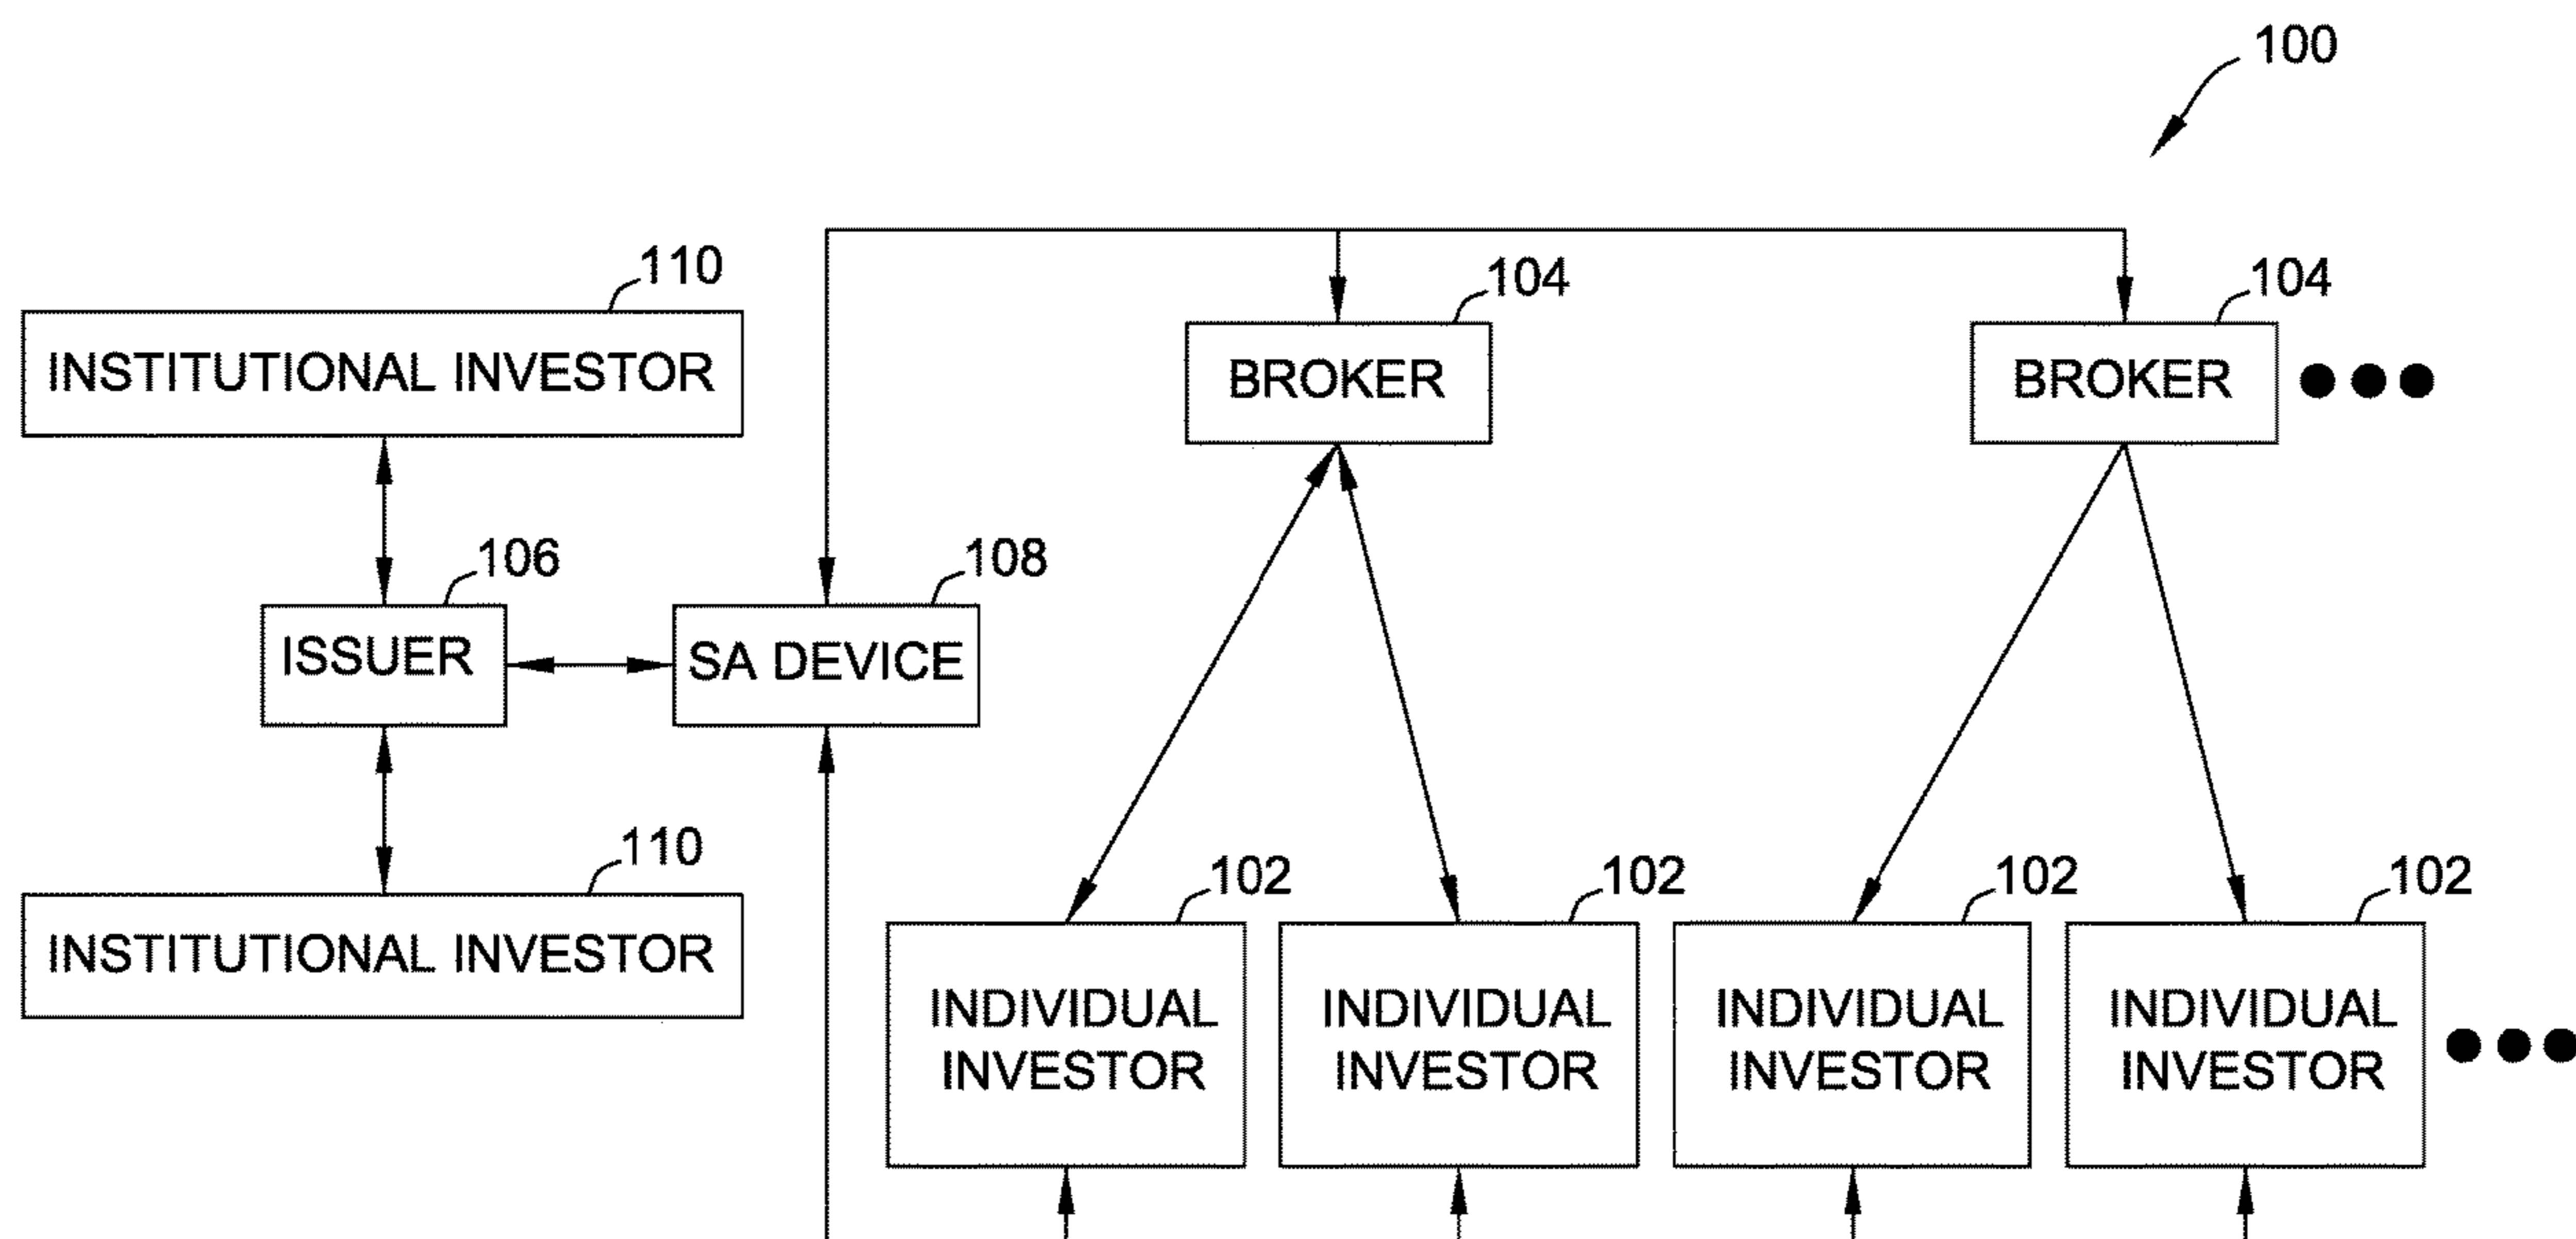 100
110
INSTITUTIONAL INVESTOR
104
BROKER
104
BROKER
106
ISSUER
108
SA DEVICE
110
INSTITUTIONAL INVESTOR
102
INDIVIDUAL
INVESTOR
102
INDIVIDUAL
INVESTOR
102
INDIVIDUAL
INVESTOR
102
INDIVIDUAL
INVESTOR